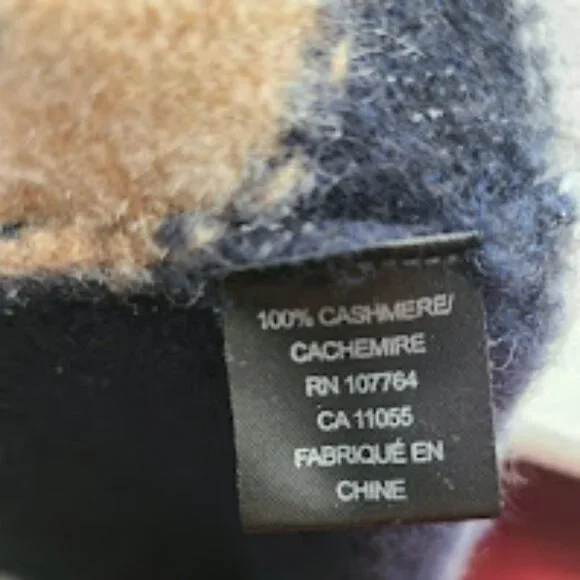 100% CASHMERE/
CACHEMIRE
RN 107764
CA 11055
FABRIQUÉ EN
CHINE